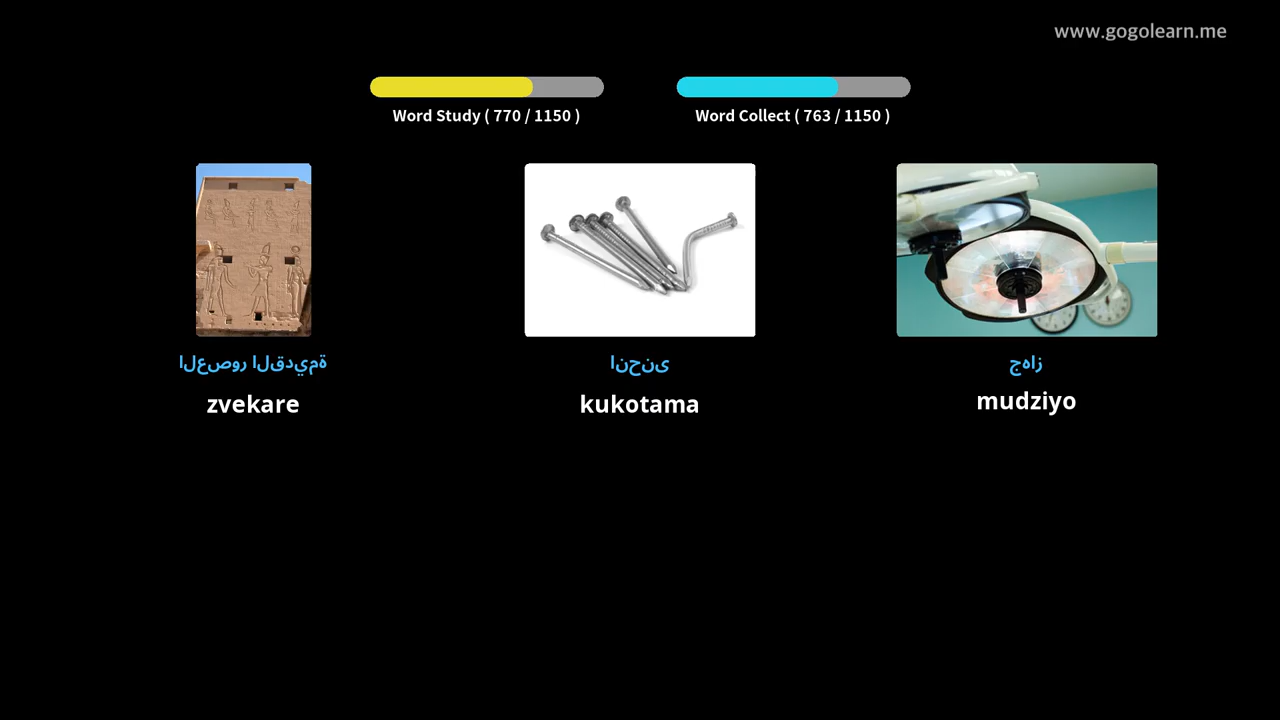 www.gogolearn.me
Word Study ( 770 / 1150 )
Word Collect ( 763 / 1150 )
العصور القديمة
zvekare
انحنى
kukotama
جهاز
mudziyo